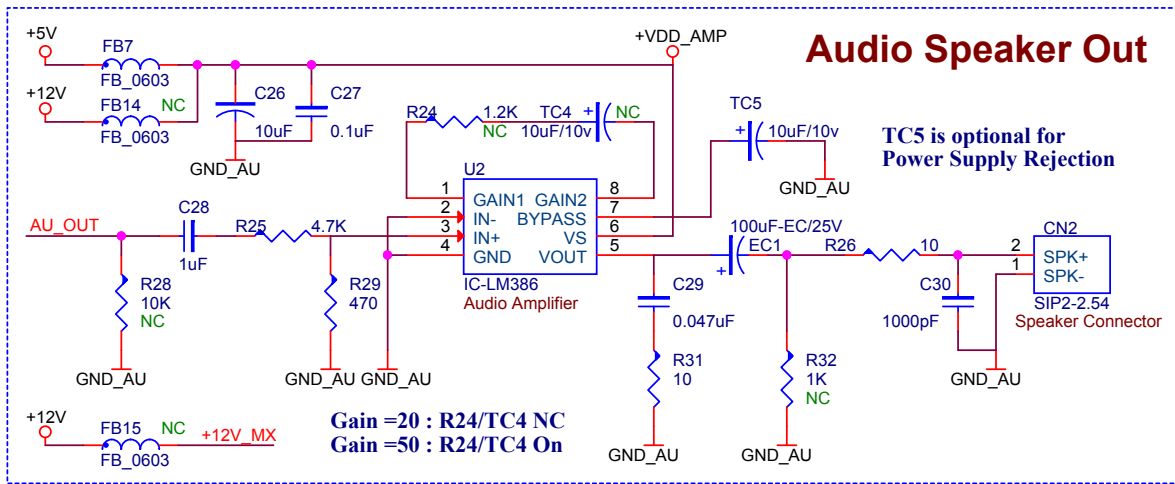 Audio Speaker Out
+5V
FB7
FB_0603
+12V
FB14
NC
FB_0603
C26
10uF
C27
0.1uF
GND_AU
+VDD_AMP
R24
1.2K
NC
TC4
10uF/10v
NC
TC5
10uF/10v
GND_AU
TC5 is optional for
Power Supply Rejection
U2
1
GAIN1
GAIN2
8
2
IN-
BYPASS
7
3
IN+
VS
6
4
GND
VOUT
5
IC-LM386
Audio Amplifier
AU_OUT
C28
1uF
R25
4.7K
R28
10K
NC
GND_AU
R29
470
GND_AU
GND_AU
100uF-EC/25V
EC1
R26
10
C29
0.047uF
R31
10
GND_AU
R32
1K
NC
C30
1000pF
GND_AU
CN2
2
SPK+
1
SPK-
SIP2-2.54
Speaker Connector
+12V
FB15
NC
+12V_MX
FB_0603
Gain =20 : R24/TC4 NC
Gain =50 : R24/TC4 On